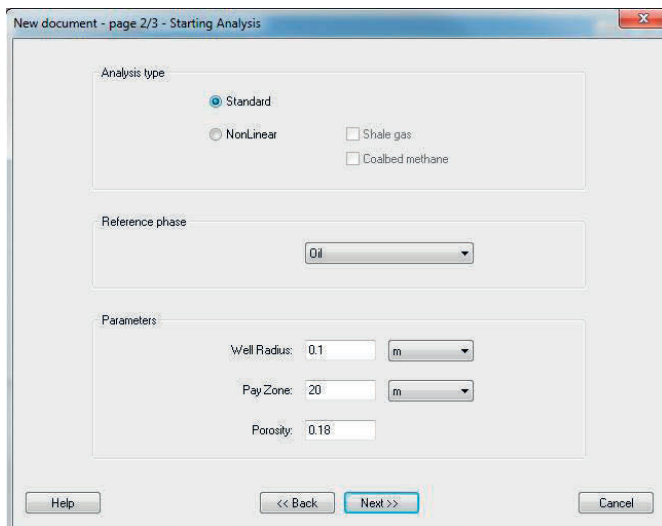 New document - page 2/3 - Starting Analysis
Analysis type
Standard
NonLinear Shale gas
Coalbed methane
Reference phase
Oil
Parameters
Well Radius: 0.1 m
Pay Zone: 20 m
Porosity: 0.18
Help << Back Next >> Cancel